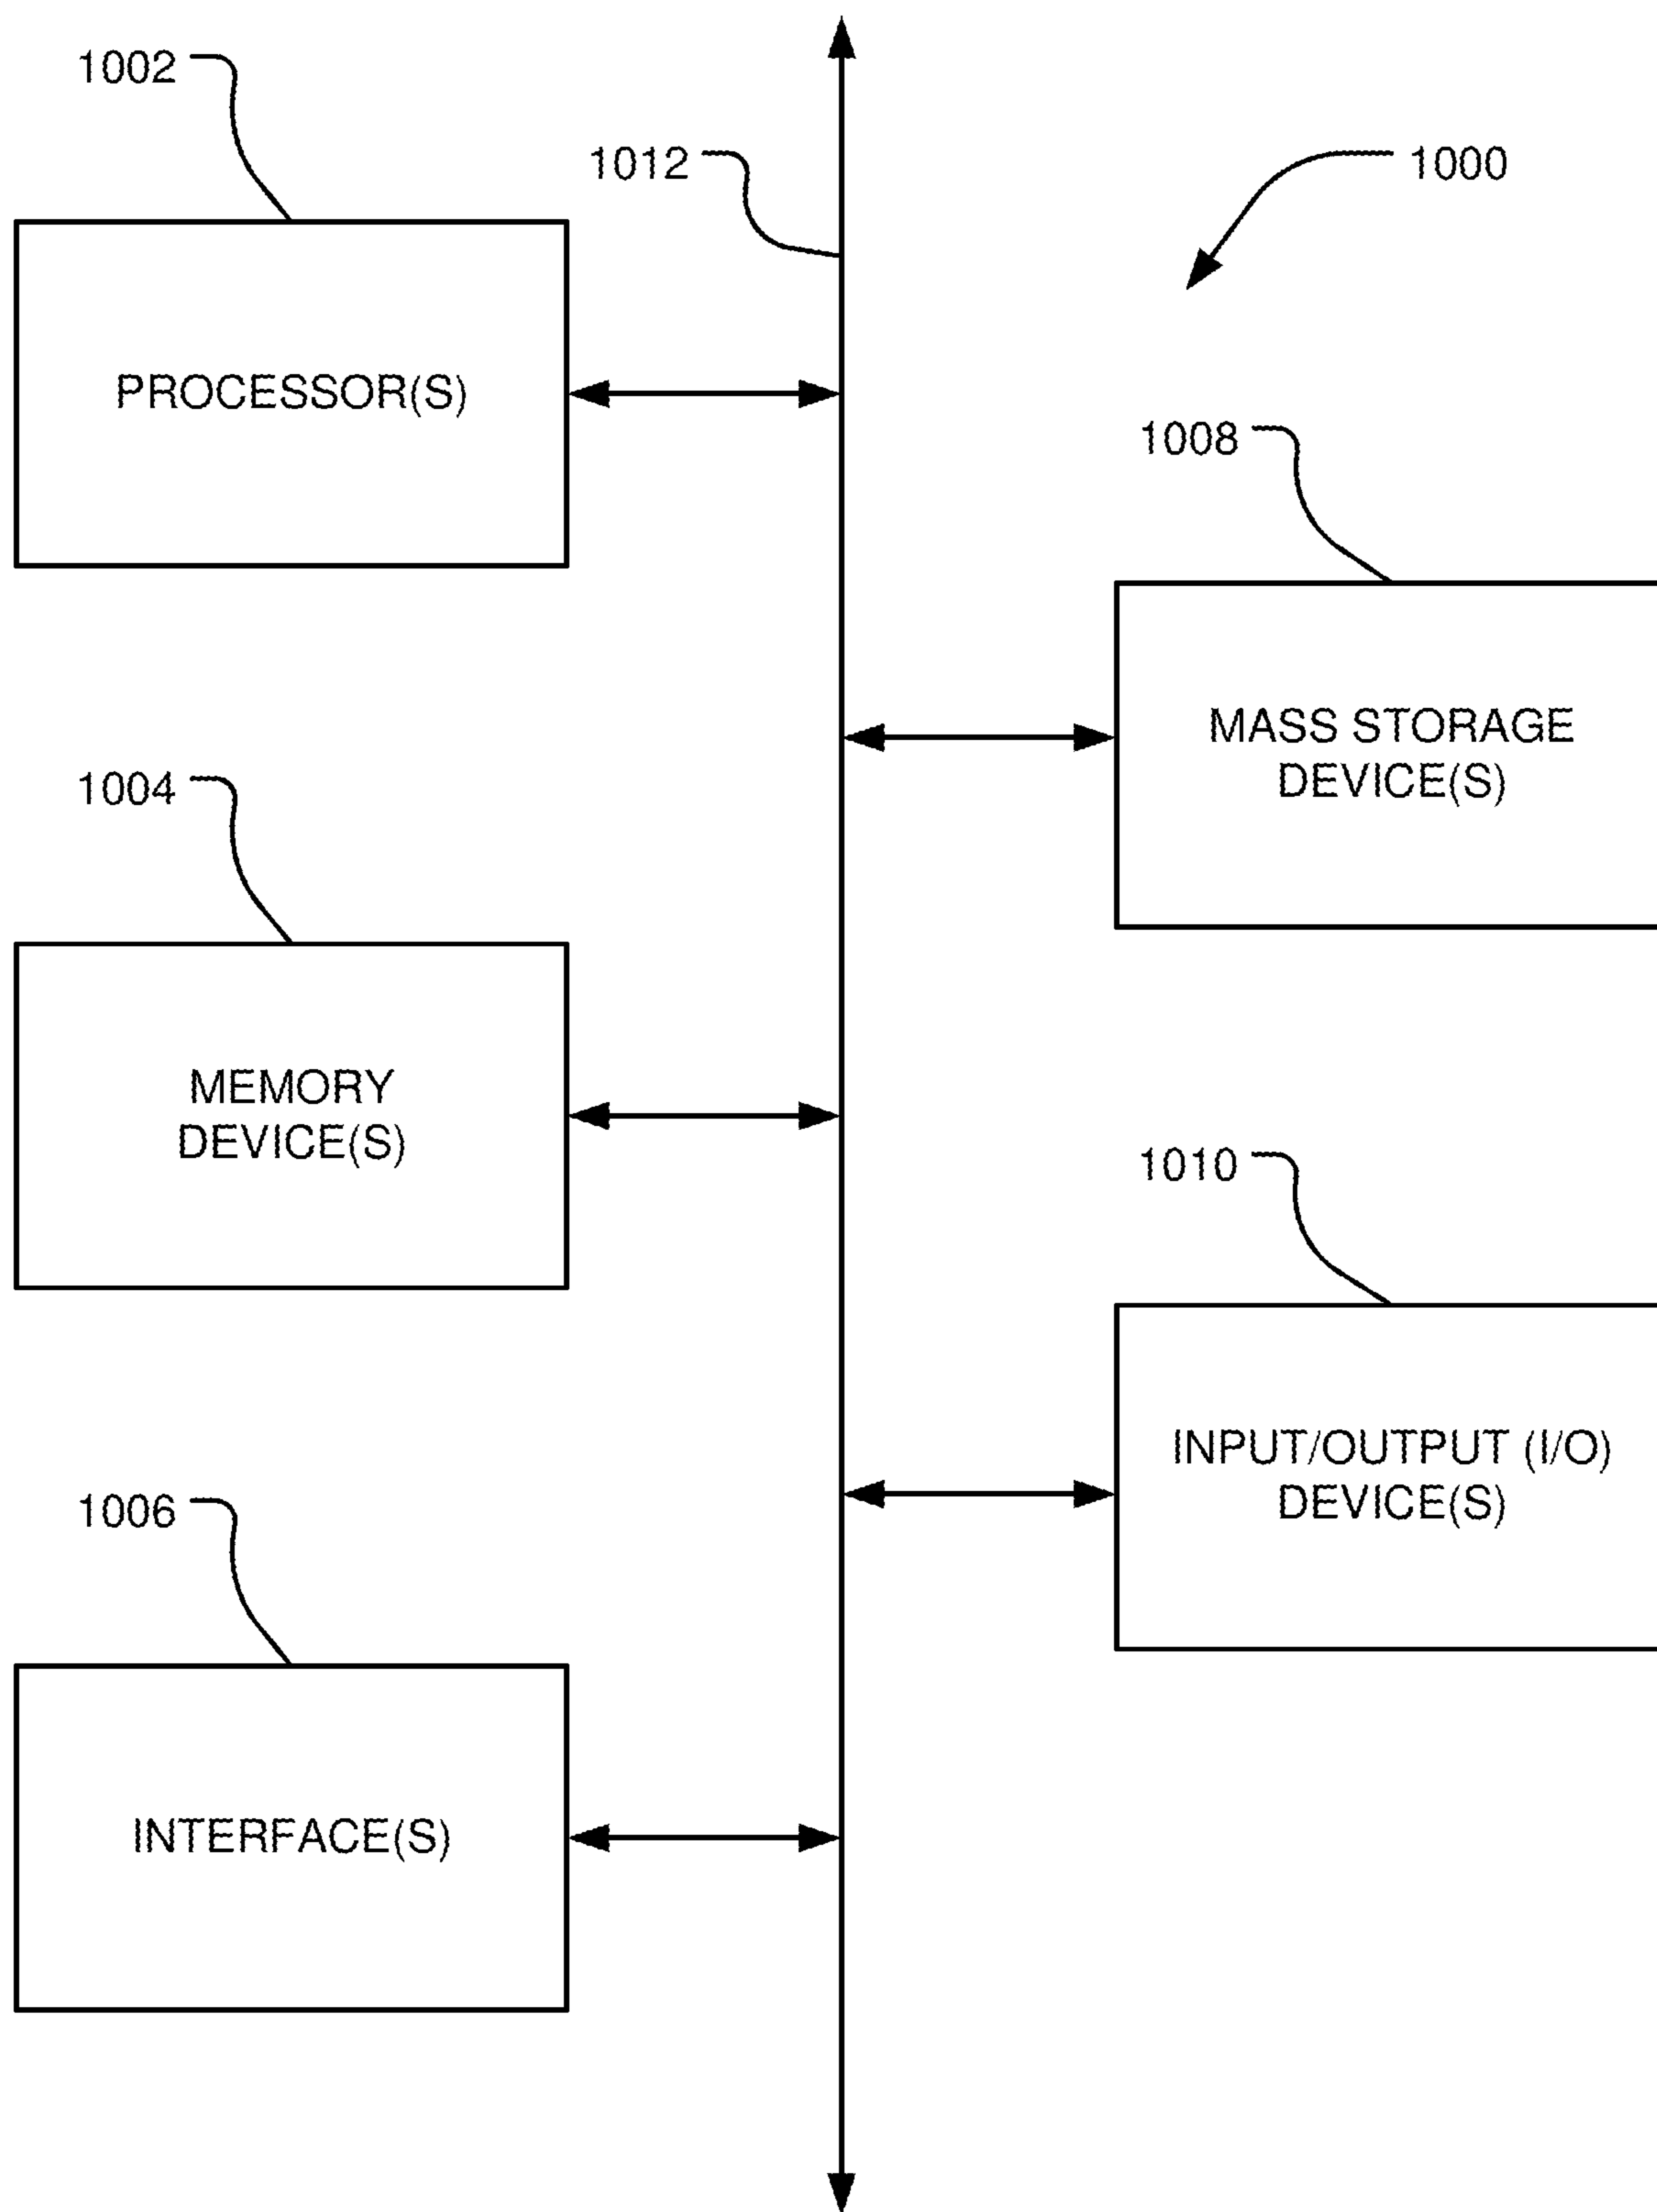 1002
1012
1000
PROCESSOR(S)
1008
MASS STORAGE
DEVICE(S)
1004
MEMORY
DEVICE(S)
1010
INPUT/OUTPUT (I/O)
DEVICE(S)
1006
INTERFACE(S)